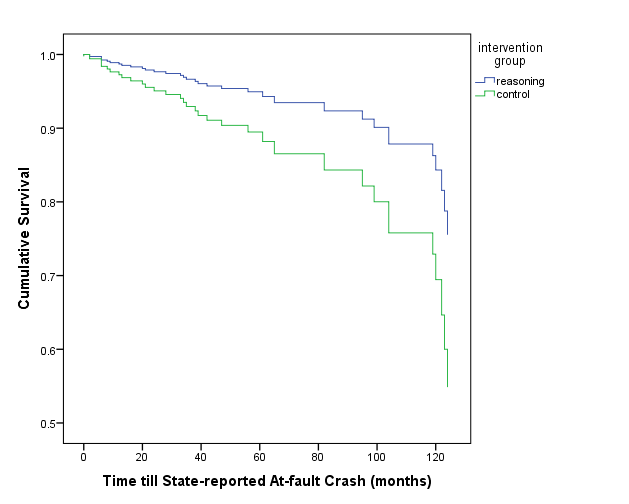 intervention
group
reasoning
control
1.0
0.9
0.8
0.7
0.6
0.5
Cumulative Survival
0 20 40 60 80 100 120
Time till State-reported At-fault Crash (months)